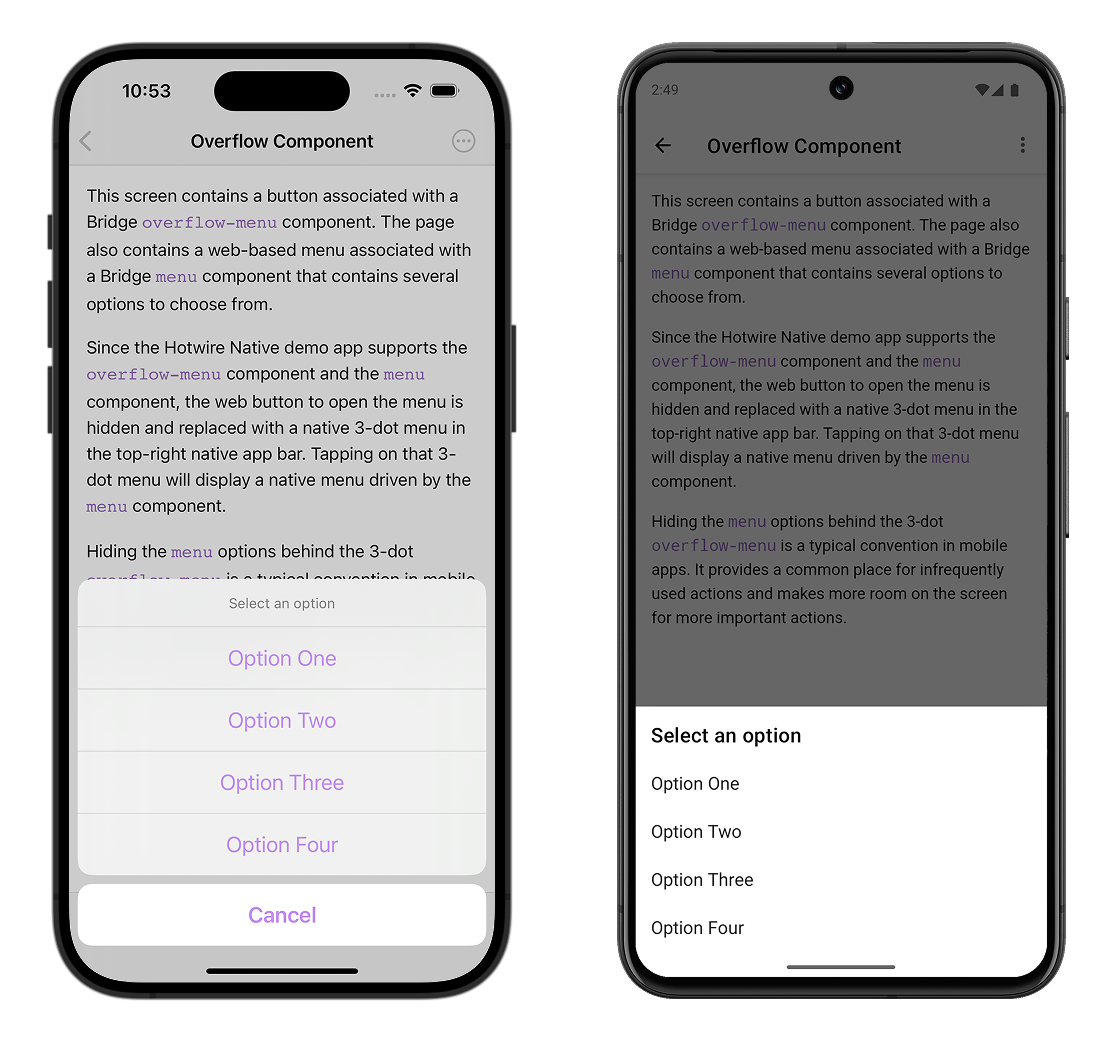 10:53
Overflow Component
This screen contains a button associated with a
Bridge overflow-menu component. The page
also contains a web-based menu associated with
a Bridge menu component that contains several
options to choose from.
Since the Hotwire Native demo app supports the
overflow-menu component and the menu
component, the web button to open the menu is
hidden and replaced with a native 3-dot menu in
the top-right native app bar. Tapping on that 3-
dot menu will display a native menu driven by the
menu component.
Hiding the menu options behind the 3-dot
overflow-menu is a typical convention in mobile
Select an option
Option One
Option Two
Option Three
Option Four
Cancel
2:49
Overflow Component
This screen contains a button associated with a
Bridge overflow-menu component. The page also
contains a web-based menu associated with a Bridge
menu component that contains several options to
choose from.
Since the Hotwire Native demo app supports the
overflow-menu component and the menu
component, the web button to open the menu is
hidden and replaced with a native 3-dot menu in the
top-right native app bar. Tapping on that 3-dot menu
will display a native menu driven by the menu
component.
Hiding the menu options behind the 3-dot
overflow-menu is a typical convention in mobile
apps. It provides a common place for infrequently
used actions and makes more room on the screen
for more important actions.
Select an option
Option One
Option Two
Option Three
Option Four